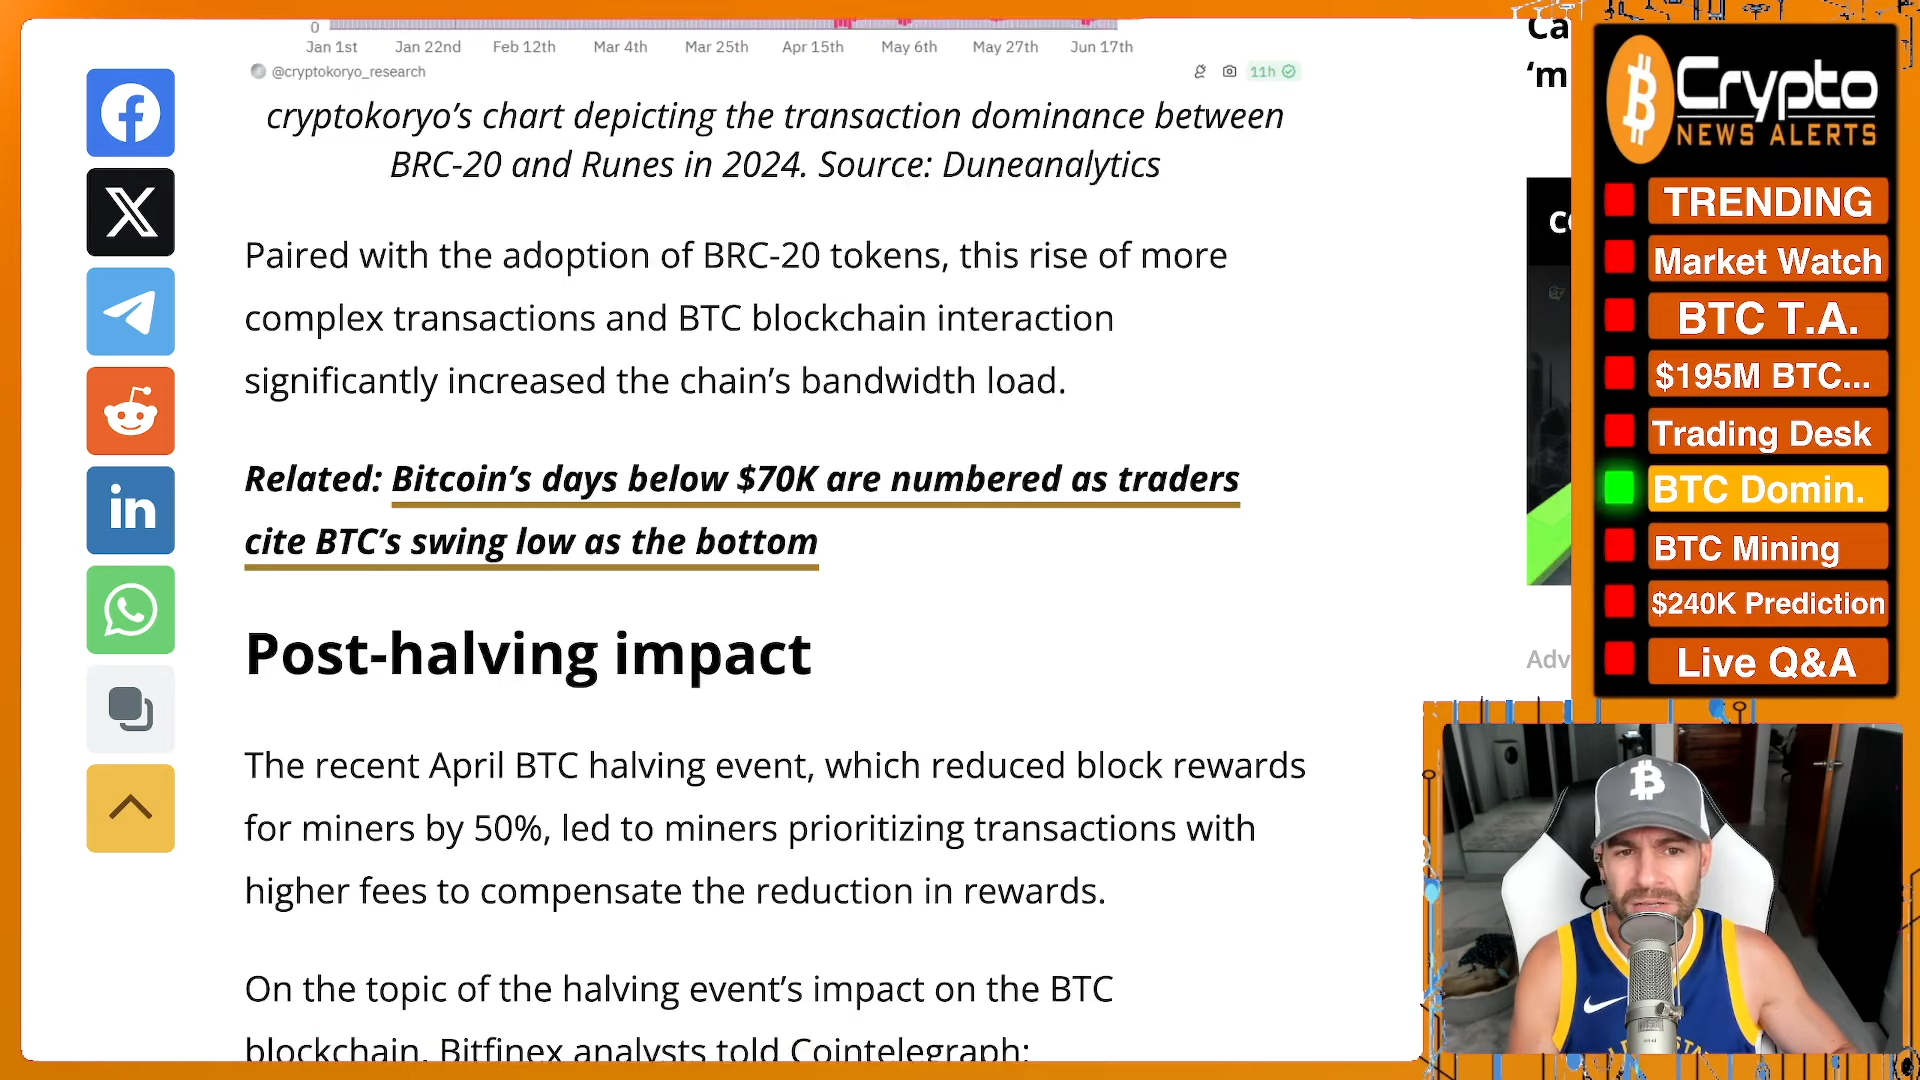 0
Jan 1st Jan 22nd Feb 12th Mar 4th Mar 25th Apr 15th May 6th May 27th Jun 17th
@cryptokoryo_research
11h
cryptokoryo’s chart depicting the transaction dominance between
BRC-20 and Runes in 2024. Source: Duneanalytics
Paired with the adoption of BRC-20 tokens, this rise of more
complex transactions and BTC blockchain interaction
significantly increased the chain’s bandwidth load.
Related: Bitcoin’s days below $70K are numbered as traders
cite BTC’s swing low as the bottom
Post-halving impact
The recent April BTC halving event, which reduced block rewards
for miners by 50%, led to miners prioritizing transactions with
higher fees to compensate the reduction in rewards.
On the topic of the halving event’s impact on the BTC
blockchain, Bitfinex analysts told Cointelegraph:
Ca
‘m
Adv
Crypto
NEWS ALERTS
TRENDING
Market Watch
BTC T.A.
$195M BTC...
Trading Desk
BTC Domin.
BTC Mining
$240K Prediction
Live Q&A